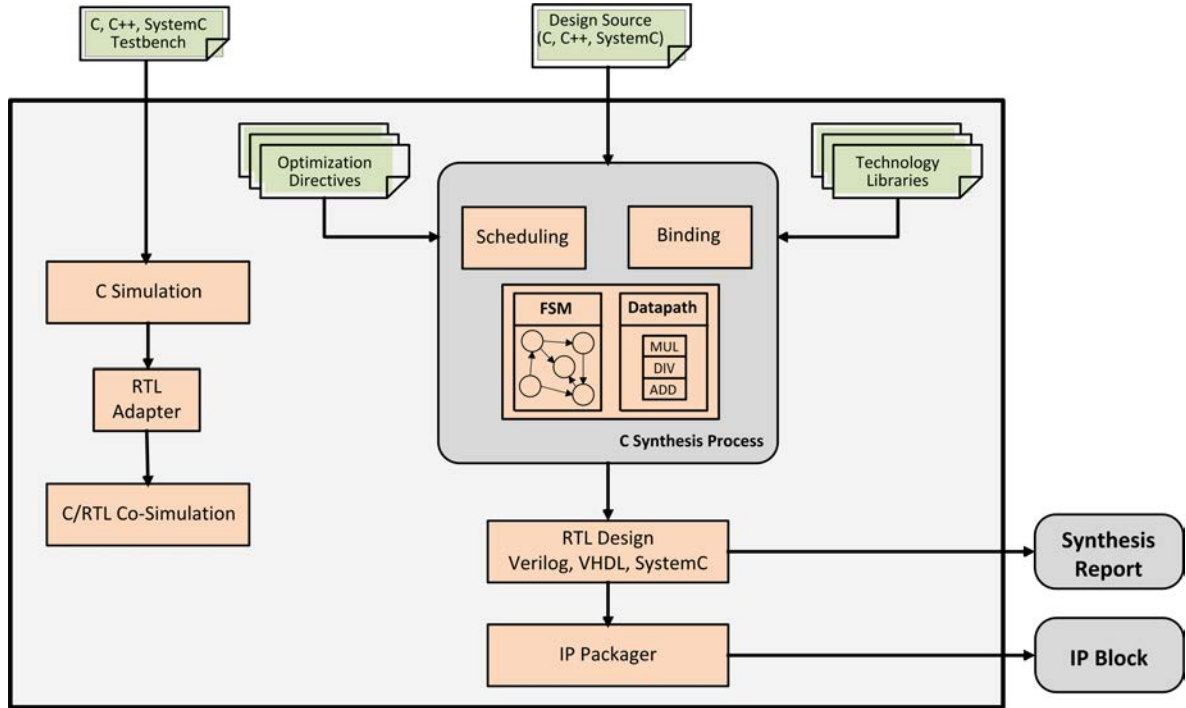 C, C++, SystemC
Testbench
Design Source
(C, C++, SystemC)
Optimization
Directives
Technology
Libraries
Scheduling
Binding
C Simulation
FSM
Datapath
MUL
DIV
ADD
RTL
Adapter
C Synthesis Process
C/RTL Co-Simulation
RTL Design
Verilog, VHDL, SystemC
Synthesis
Report
IP Packager
IP Block